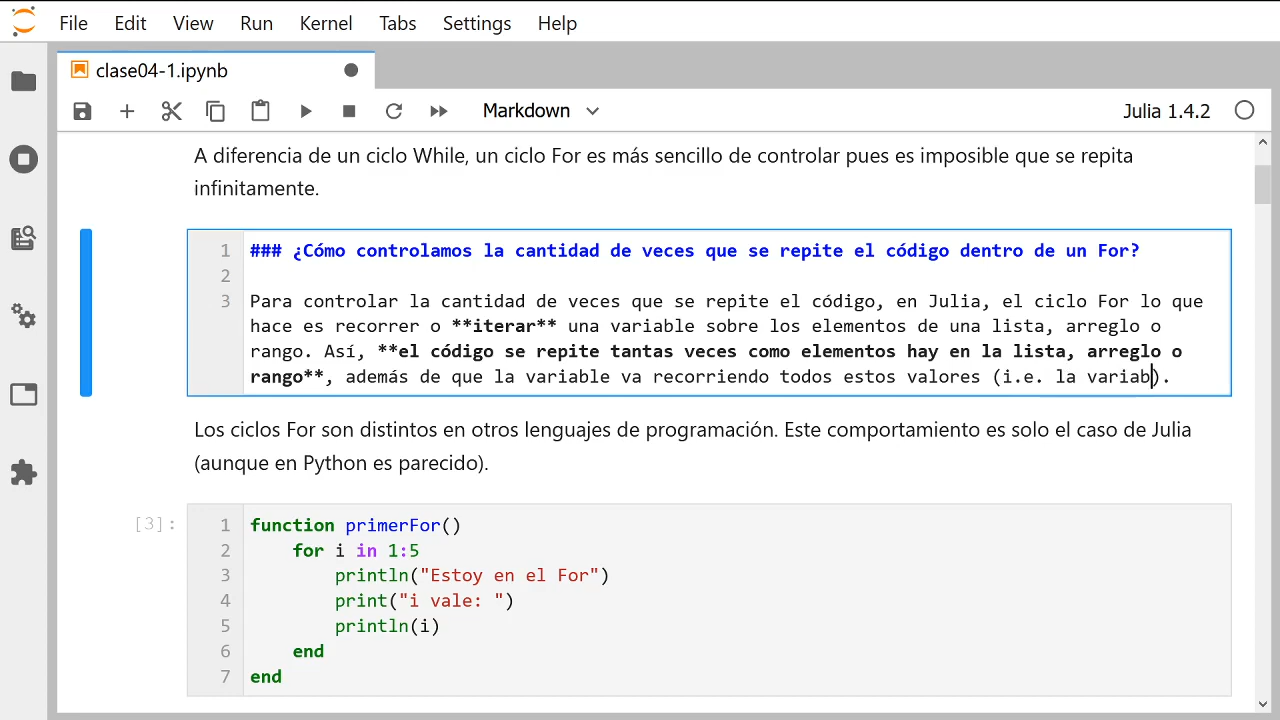 File Edit View Run Kernel Tabs Settings Help
clase04-1.ipynb
Markdown
Julia 1.4.2
A diferencia de un ciclo While, un ciclo For es más sencillo de controlar pues es imposible que se repita
infinitamente.
1 ### ¿Cómo controlamos la cantidad de veces que se repite el código dentro de un For?
2
3 Para controlar la cantidad de veces que se repite el código, en Julia, el ciclo For lo que
hace es recorrer o **iterar** una variable sobre los elementos de una lista, arreglo o
rango. Así, **el código se repite tantas veces como elementos hay en la lista, arreglo o
rango**, además de que la variable va recorriendo todos estos valores (i.e. la variab).
Los ciclos For son distintos en otros lenguajes de programación. Este comportamiento es solo el caso de Julia
(aunque en Python es parecido).
[3]:
1 function primerFor()
2     for i in 1:5
3         println("Estoy en el For")
4         print("i vale: ")
5         println(i)
6     end
7 end